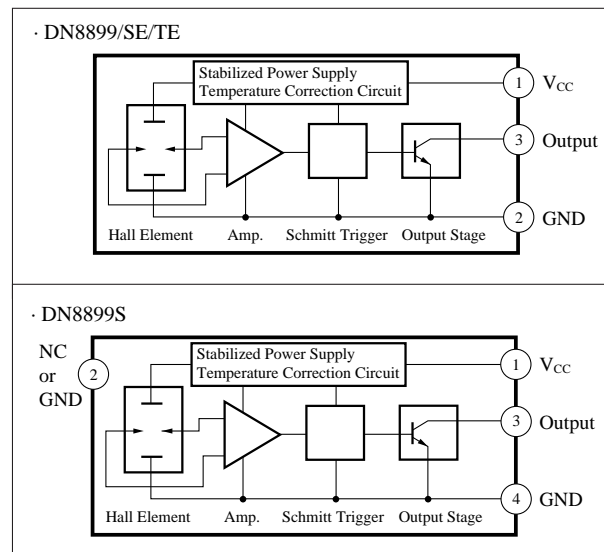 · DN8899/SE/TE
Stabilized Power Supply
Temperature Correction Circuit
1 VCC
3 Output
2 GND
Hall Element Amp. Schmitt Trigger Output Stage
· DN8899S
NC
or
GND
2
Stabilized Power Supply
Temperature Correction Circuit
1 VCC
3 Output
4 GND
Hall Element Amp. Schmitt Trigger Output Stage